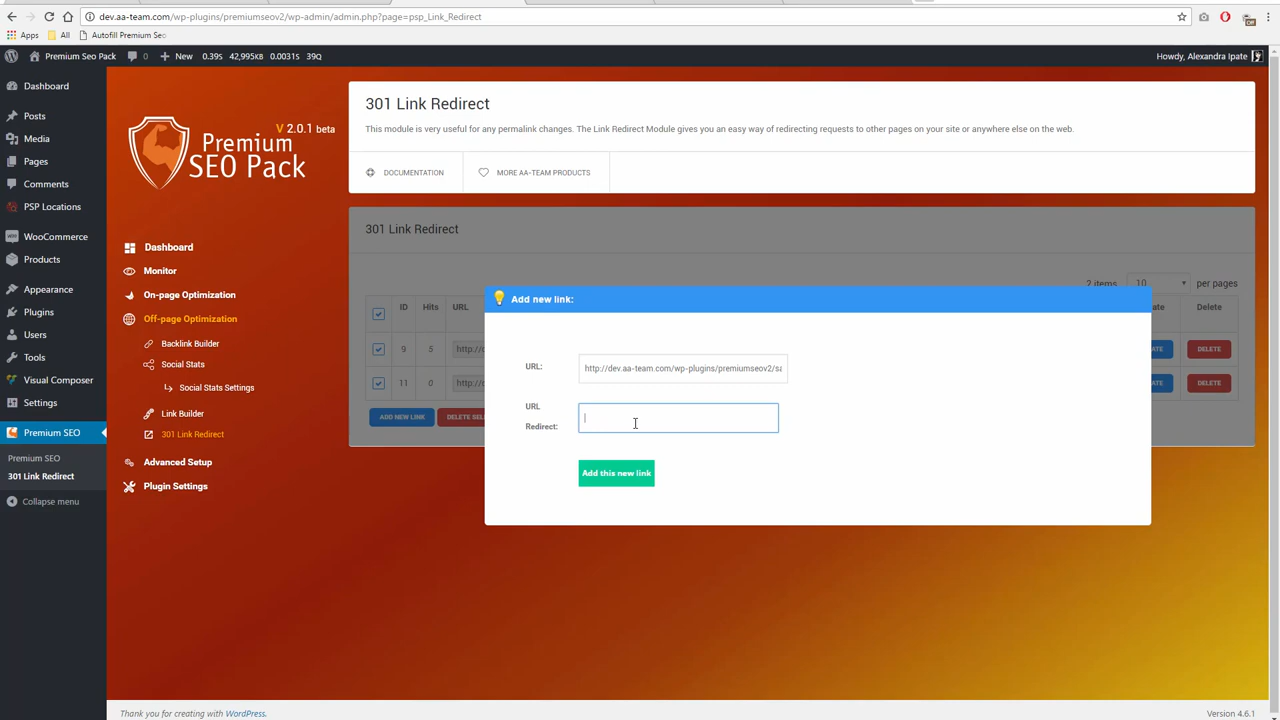 dev.aa-team.com/wp-plugins/premiumseov2/wp-admin/admin.php?page=psp_Link_Redirect
Apps All Autofill Premium Seo
Premium Seo Pack 0 New 0.39s 42,995KB 0.0031s 39Q Howdy, Alexandra Ipate
Dashboard
Posts
Media
Pages
Comments
PSP Locations
WooCommerce
Products
Appearance
Plugins
Users
Tools
Visual Composer
Settings
Premium SEO
Premium SEO
301 Link Redirect
Collapse menu
V 2.0.1 beta
Premium
SEO Pack
Dashboard
Monitor
On-page Optimization
Off-page Optimization
Backlink Builder
Social Stats
Social Stats Settings
Link Builder
301 Link Redirect
Advanced Setup
Plugin Settings
301 Link Redirect
This module is very useful for any permalink changes. The Link Redirect Module gives you an easy way of redirecting requests to other pages on your site or anywhere else on the web.
DOCUMENTATION MORE AA-TEAM PRODUCTS
301 Link Redirect
2 items 10 per pages
ID Hits URL Delete
9 5 DELETE
11 0 DELETE
ADD NEW LINK
Add new link:
URL: http://dev.aa-team.com/wp-plugins/premiumseov2/sa
URL
Redirect:
Add this new link
Thank you for creating with WordPress. Version 4.6.1